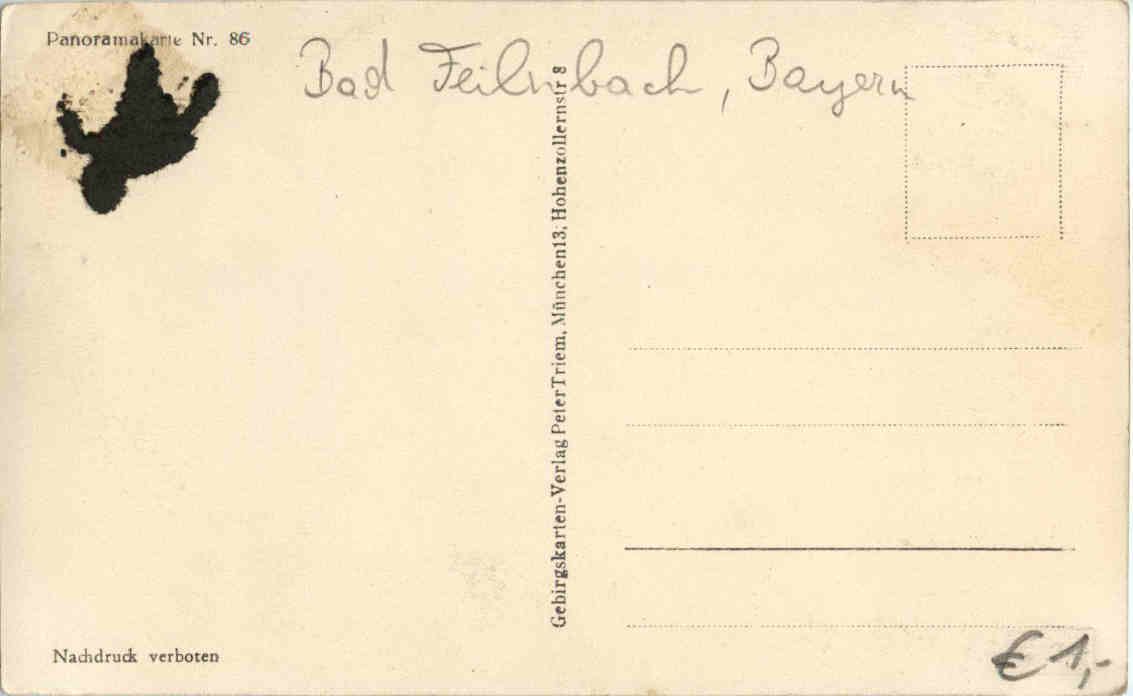 Panoramakarte Nr. 86
Bad Feilnbach, Bayern
Gebirgskarten-Verlag Peter Triem, München 13, Hohenzollernstr 8
Nachdruck verboten
€ 1,-